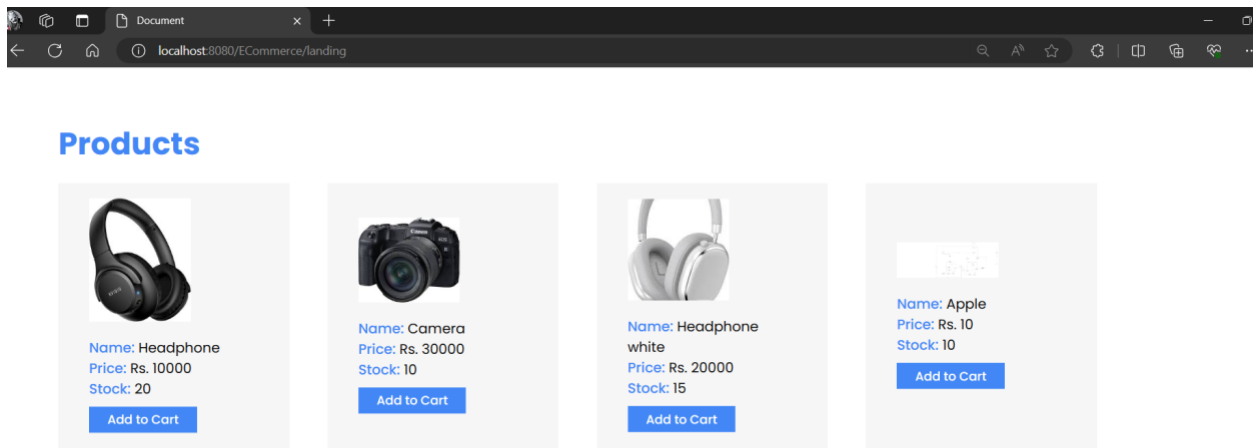 Document
localhost:8080/ECommerce/landing
Products
Name: Headphone
Price: Rs. 10000
Stock: 20
Add to Cart
Canon
Name: Camera
Price: Rs. 30000
Stock: 10
Add to Cart
Name: Headphone
white
Price: Rs. 20000
Stock: 15
Add to Cart
Name: Apple
Price: Rs. 10
Stock: 10
Add to Cart